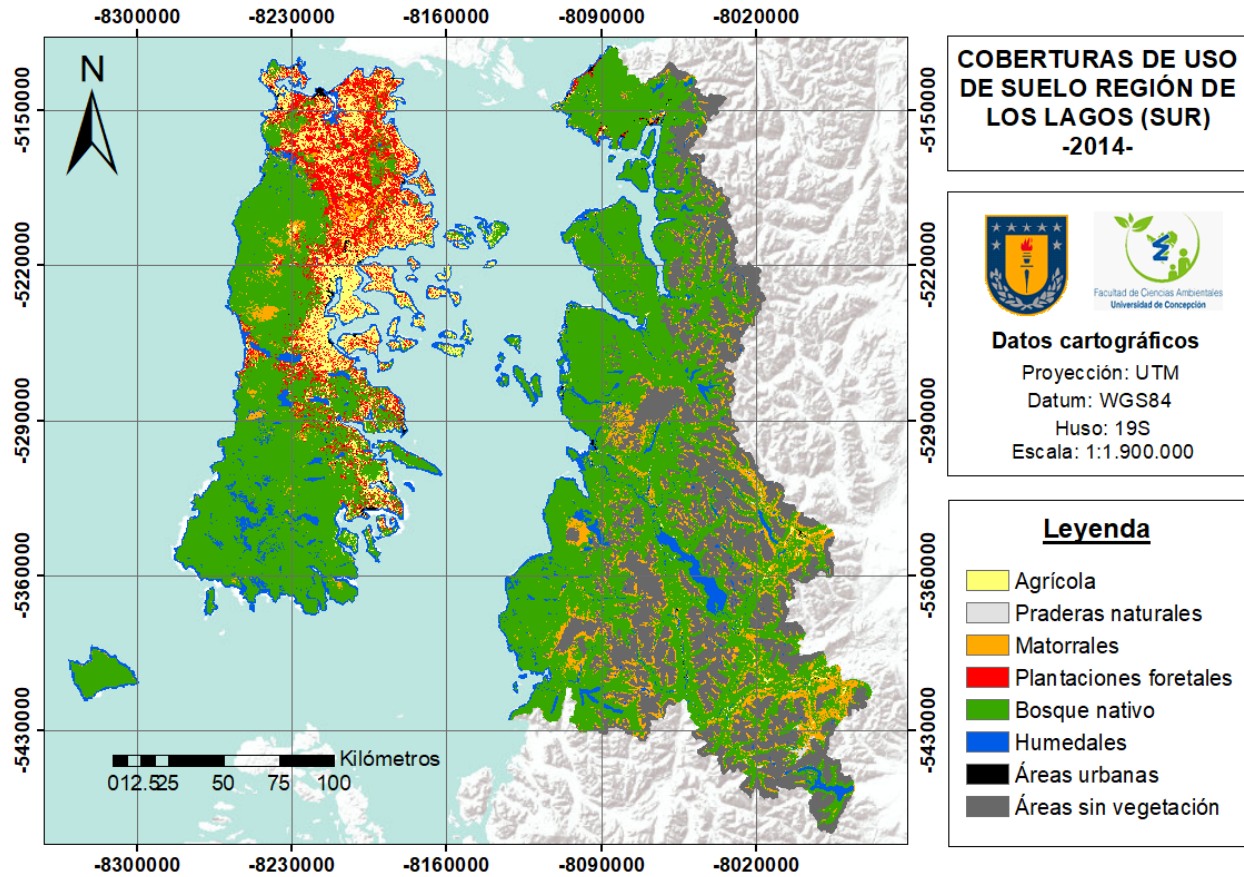 -8300000 -8230000 -8160000 -8090000 -8020000
N
-5150000 -5150000
-5220000 -5220000
-5290000 -5290000
-5360000 -5360000
-5430000 -5430000
Kilómetros
0 12.5 25 50 75 100
-8300000 -8230000 -8160000 -8090000 -8020000
COBERTURAS DE USO
DE SUELO REGIÓN DE
LOS LAGOS (SUR)
-2014-
Facultad de Ciencias Ambientales
Universidad de Concepción
Datos cartográficos
Proyección: UTM
Datum: WGS84
Huso: 19S
Escala: 1:1.900.000
Leyenda
Agrícola
Praderas naturales
Matorrales
Plantaciones foretales
Bosque nativo
Humedales
Áreas urbanas
Áreas sin vegetación